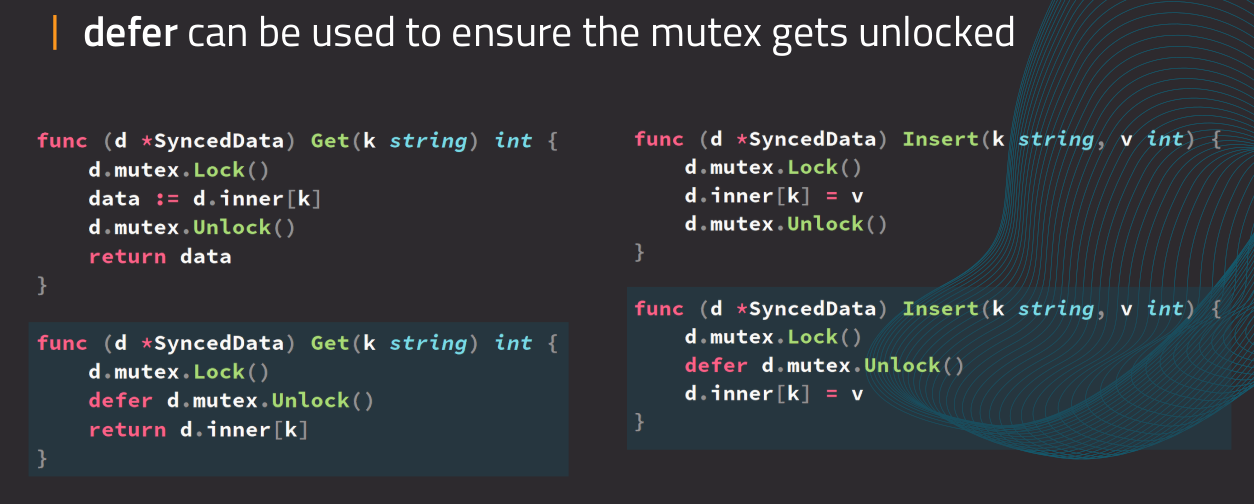 defer can be used to ensure the mutex gets unlocked
func (d *SyncedData) Get(k string) int {
    d.mutex.Lock()
    data := d.inner[k]
    d.mutex.Unlock()
    return data
}
func (d *SyncedData) Get(k string) int {
    d.mutex.Lock()
    defer d.mutex.Unlock()
    return d.inner[k]
}
func (d *SyncedData) Insert(k string, v int) {
    d.mutex.Lock()
    d.inner[k] = v
    d.mutex.Unlock()
}
func (d *SyncedData) Insert(k string, v int) {
    d.mutex.Lock()
    defer d.mutex.Unlock()
    d.inner[k] = v
}